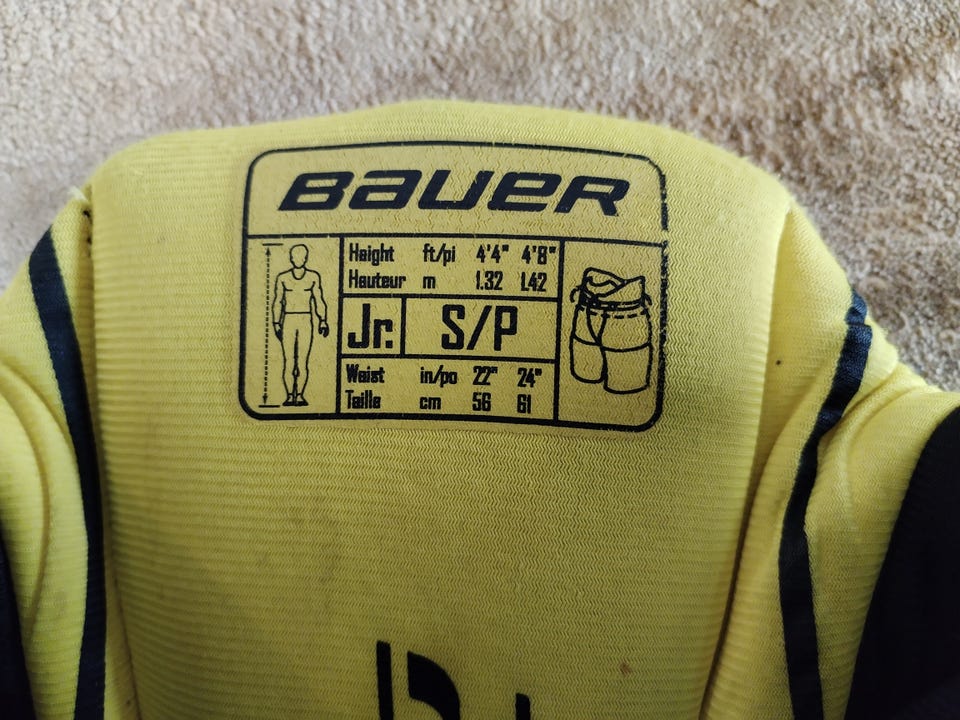 BAUER
Height ft/pi 4'4" 4'8"
Hauteur m 1.32 1.42
Jr. S/P
Waist in/po 22" 24"
Taille cm 56 61